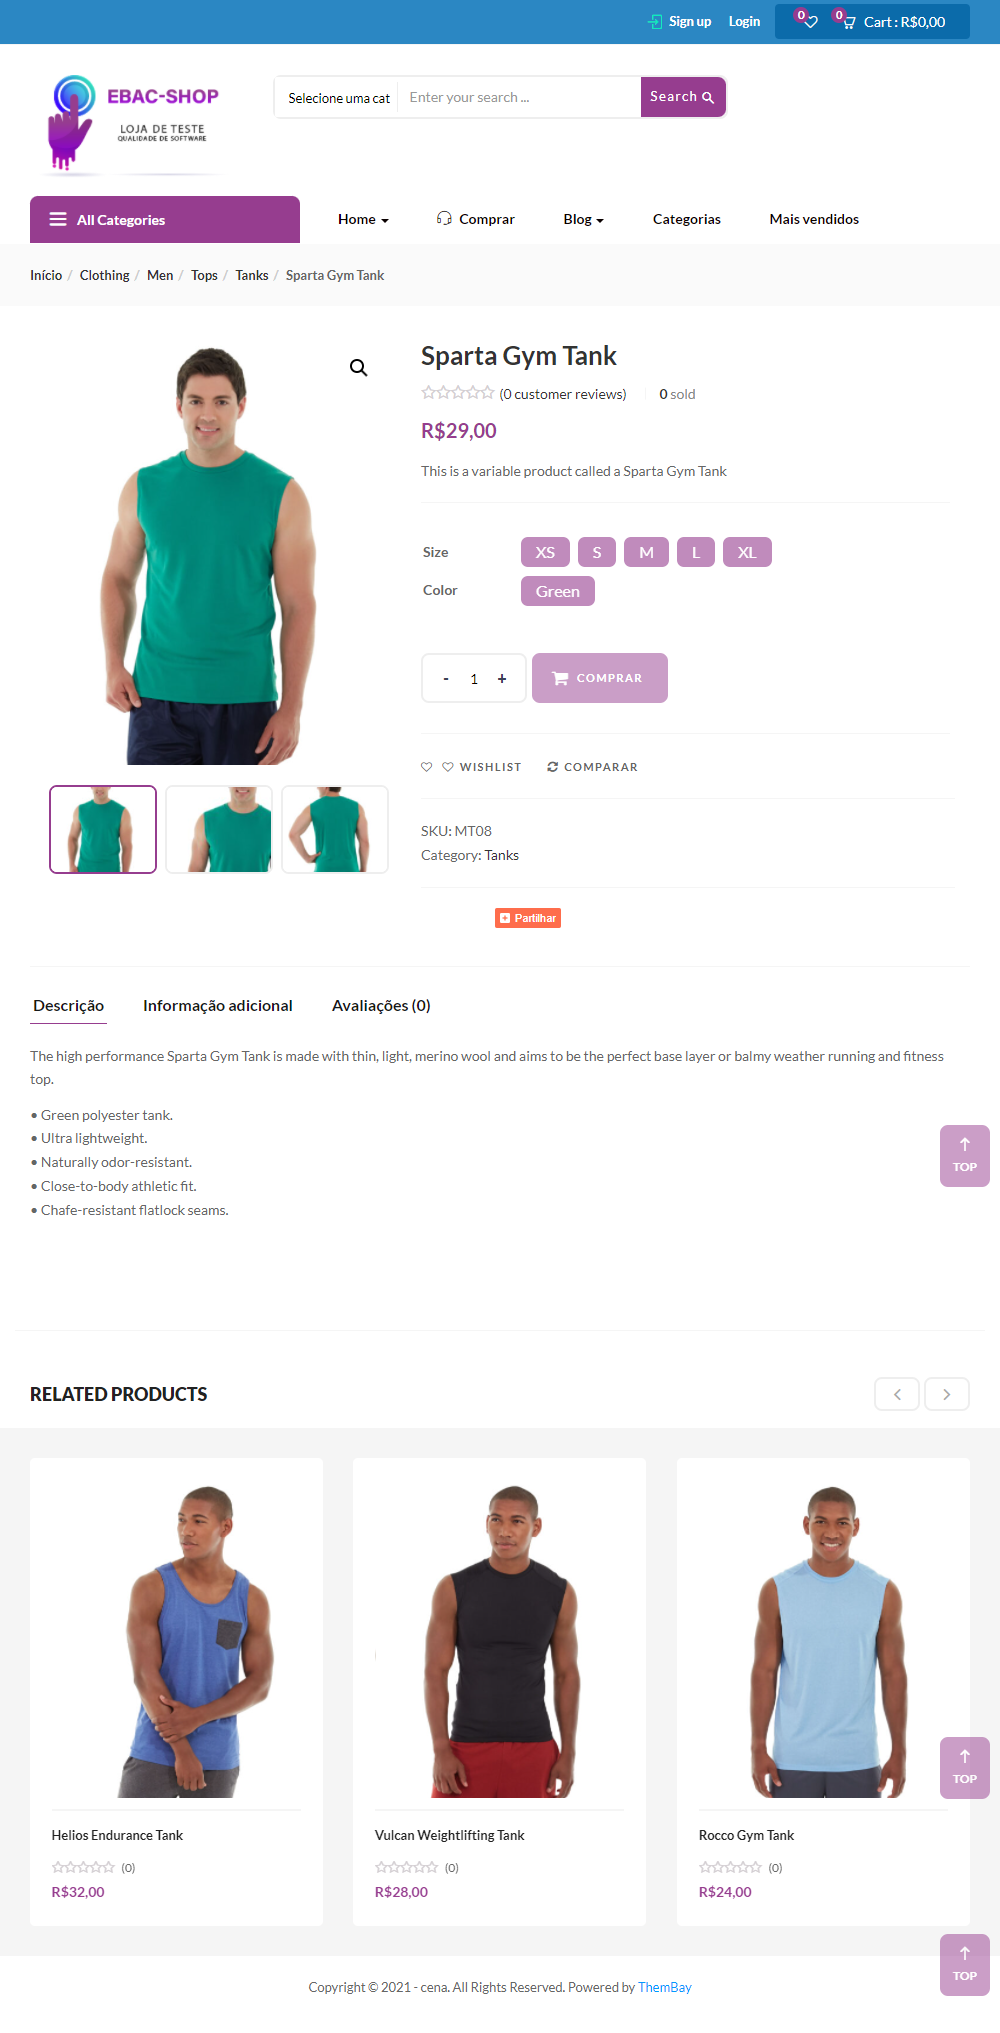 Sign up Login 0 0 Cart : R$0,00
EBAC-SHOP
LOJA DE TESTE
QUALIDADE DE SOFTWARE
Selecione uma cat Enter your search ... Search
All Categories Home Comprar Blog Categorias Mais vendidos
Início / Clothing / Men / Tops / Tanks / Sparta Gym Tank
Sparta Gym Tank
(0 customer reviews) 0 sold
R$29,00
This is a variable product called a Sparta Gym Tank
Size XS S M L XL
Color Green
- 1 + COMPRAR
WISHLIST COMPARAR
SKU: MT08
Category: Tanks
Partilhar
Descrição Informação adicional Avaliações (0)
The high performance Sparta Gym Tank is made with thin, light, merino wool and aims to be the perfect base layer or balmy weather running and fitness
top.
• Green polyester tank.
• Ultra lightweight.
• Naturally odor-resistant.
• Close-to-body athletic fit.
• Chafe-resistant flatlock seams.
TOP
RELATED PRODUCTS
TOP
Helios Endurance Tank
(0)
R$32,00
Vulcan Weightlifting Tank
(0)
R$28,00
Rocco Gym Tank
(0)
R$24,00
TOP
Copyright © 2021 - cena. All Rights Reserved. Powered by ThemBay